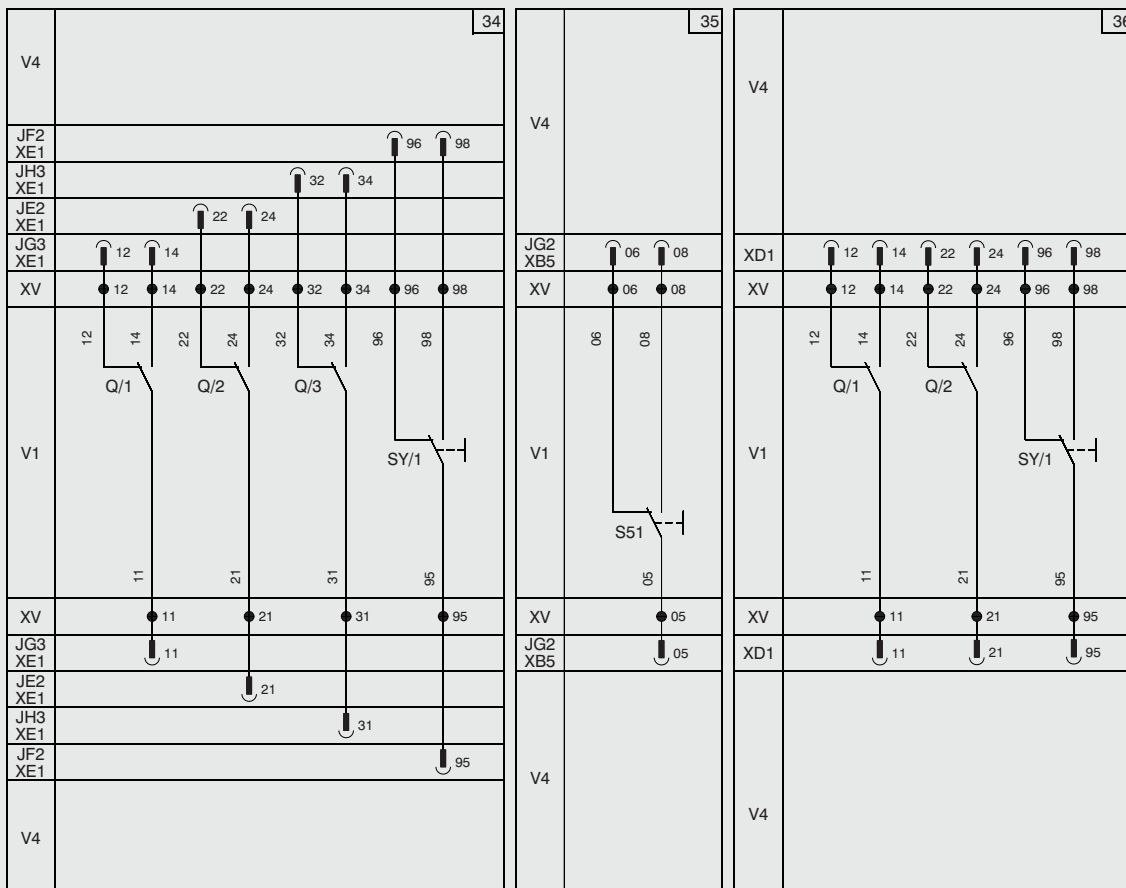 34
V4
JF2
XE1
96 98
JH3
XE1
32 34
JE2
XE1
22 24
JG3
XE1
12 14
XV
12 14 22 24 32 34 96 98
12 14 22 24 32 34 96 98
Q/1 Q/2 Q/3
V1
SY/1
11 21 31 95
XV
11 21 31 95
JG3
XE1
11
JE2
XE1
21
JH3
XE1
31
JF2
XE1
95
V4
35
V4
JG2
XB5
06 08
XV
06 08
06 08
V1
S51
05
XV
05
JG2
XB5
05
V4
36
V4
XD1
12 14 22 24 96 98
XV
12 14 22 24 96 98
12 14 22 24 96 98
Q/1 Q/2
V1
SY/1
11 21 95
XV
11 21 95
XD1
11 21 95
V4